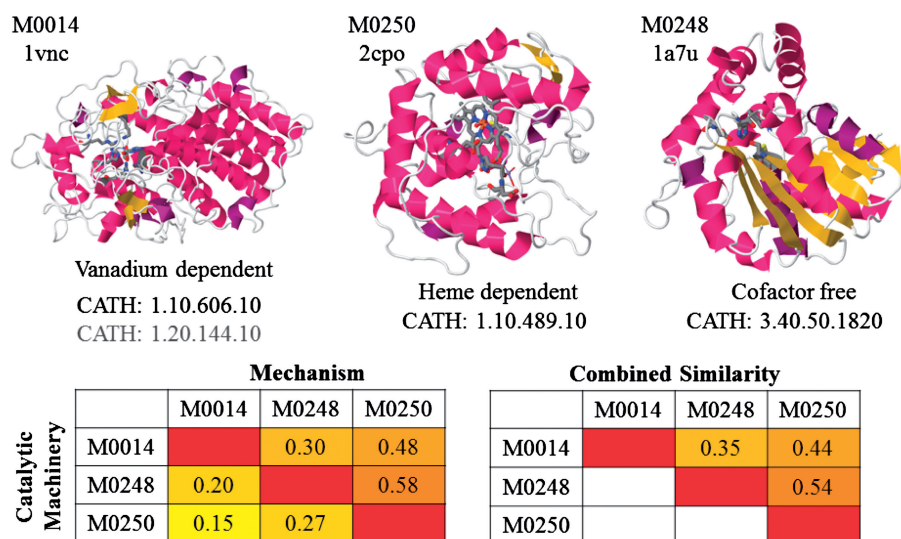 M0014
1vnc
M0250
2cpo
M0248
1a7u
Vanadium dependent
CATH: 1.10.606.10
CATH: 1.20.144.10
Heme dependent
CATH: 1.10.489.10
Cofactor free
CATH: 3.40.50.1820
Mechanism
Catalytic
Machinery
M0014 M0248 M0250
M0014 0.30 0.48
M0248 0.20 0.58
M0250 0.15 0.27
Combined Similarity
M0014 M0248 M0250
M0014 0.35 0.44
M0248 0.54
M0250